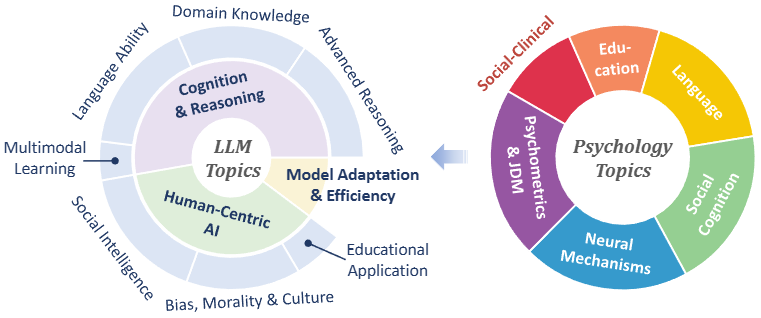 Domain Knowledge
Language Ability
Advanced Reasoning
Cognition
& Reasoning
Multimodal
Learning
LLM
Topics
Model Adaptation
& Efficiency
Human-Centric
AI
Social Intelligence
Educational
Application
Bias, Morality & Culture
Social-Clinical
Edu-
cation
Language
Psychometrics
& JDM
Psychology
Topics
Social
Cognition
Neural
Mechanisms